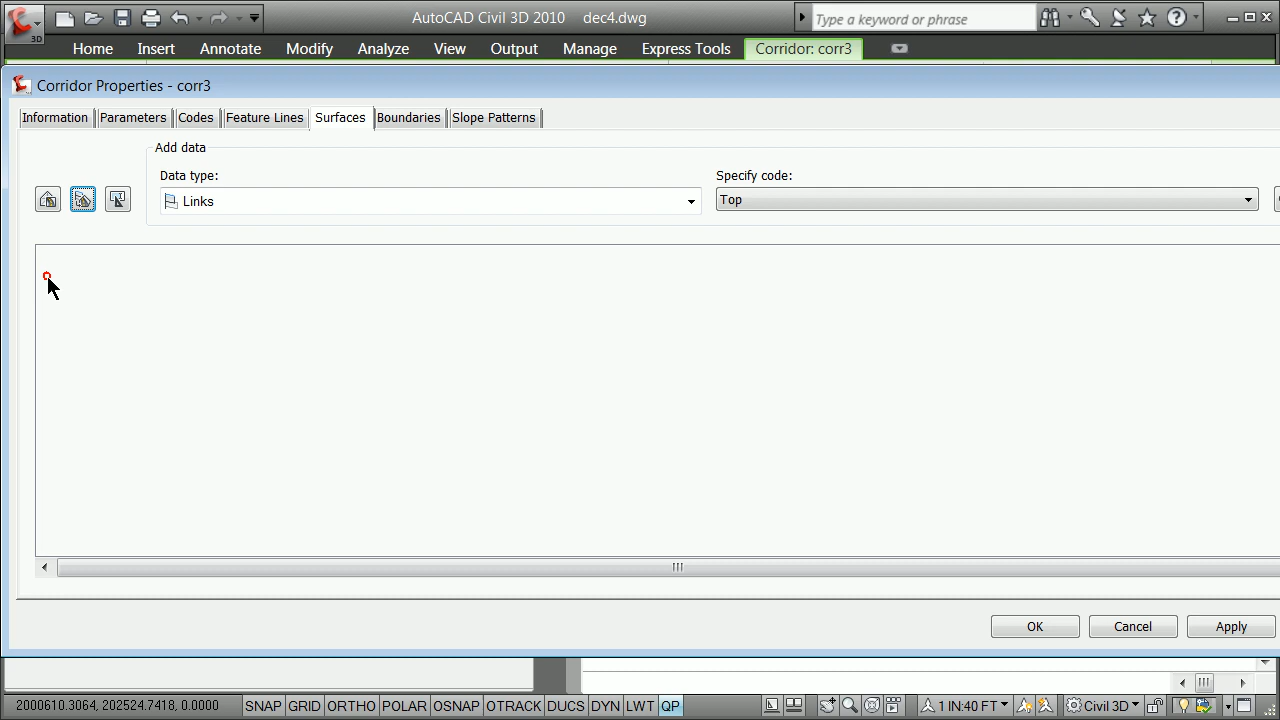 3D
AutoCAD Civil 3D 2010 dec4.dwg
Type a keyword or phrase
Home Insert Annotate Modify Analyze View Output Manage Express Tools Corridor: corr3
Corridor Properties - corr3
Information Parameters Codes Feature Lines Surfaces Boundaries Slope Patterns
Add data
Data type: Specify code:
Links Top
OK Cancel Apply
2000610.3064, 202524.7418, 0.0000 SNAP GRID ORTHO POLAR OSNAP OTRACK DUCS DYN LWT QP 1 IN:40 FT Civil 3D